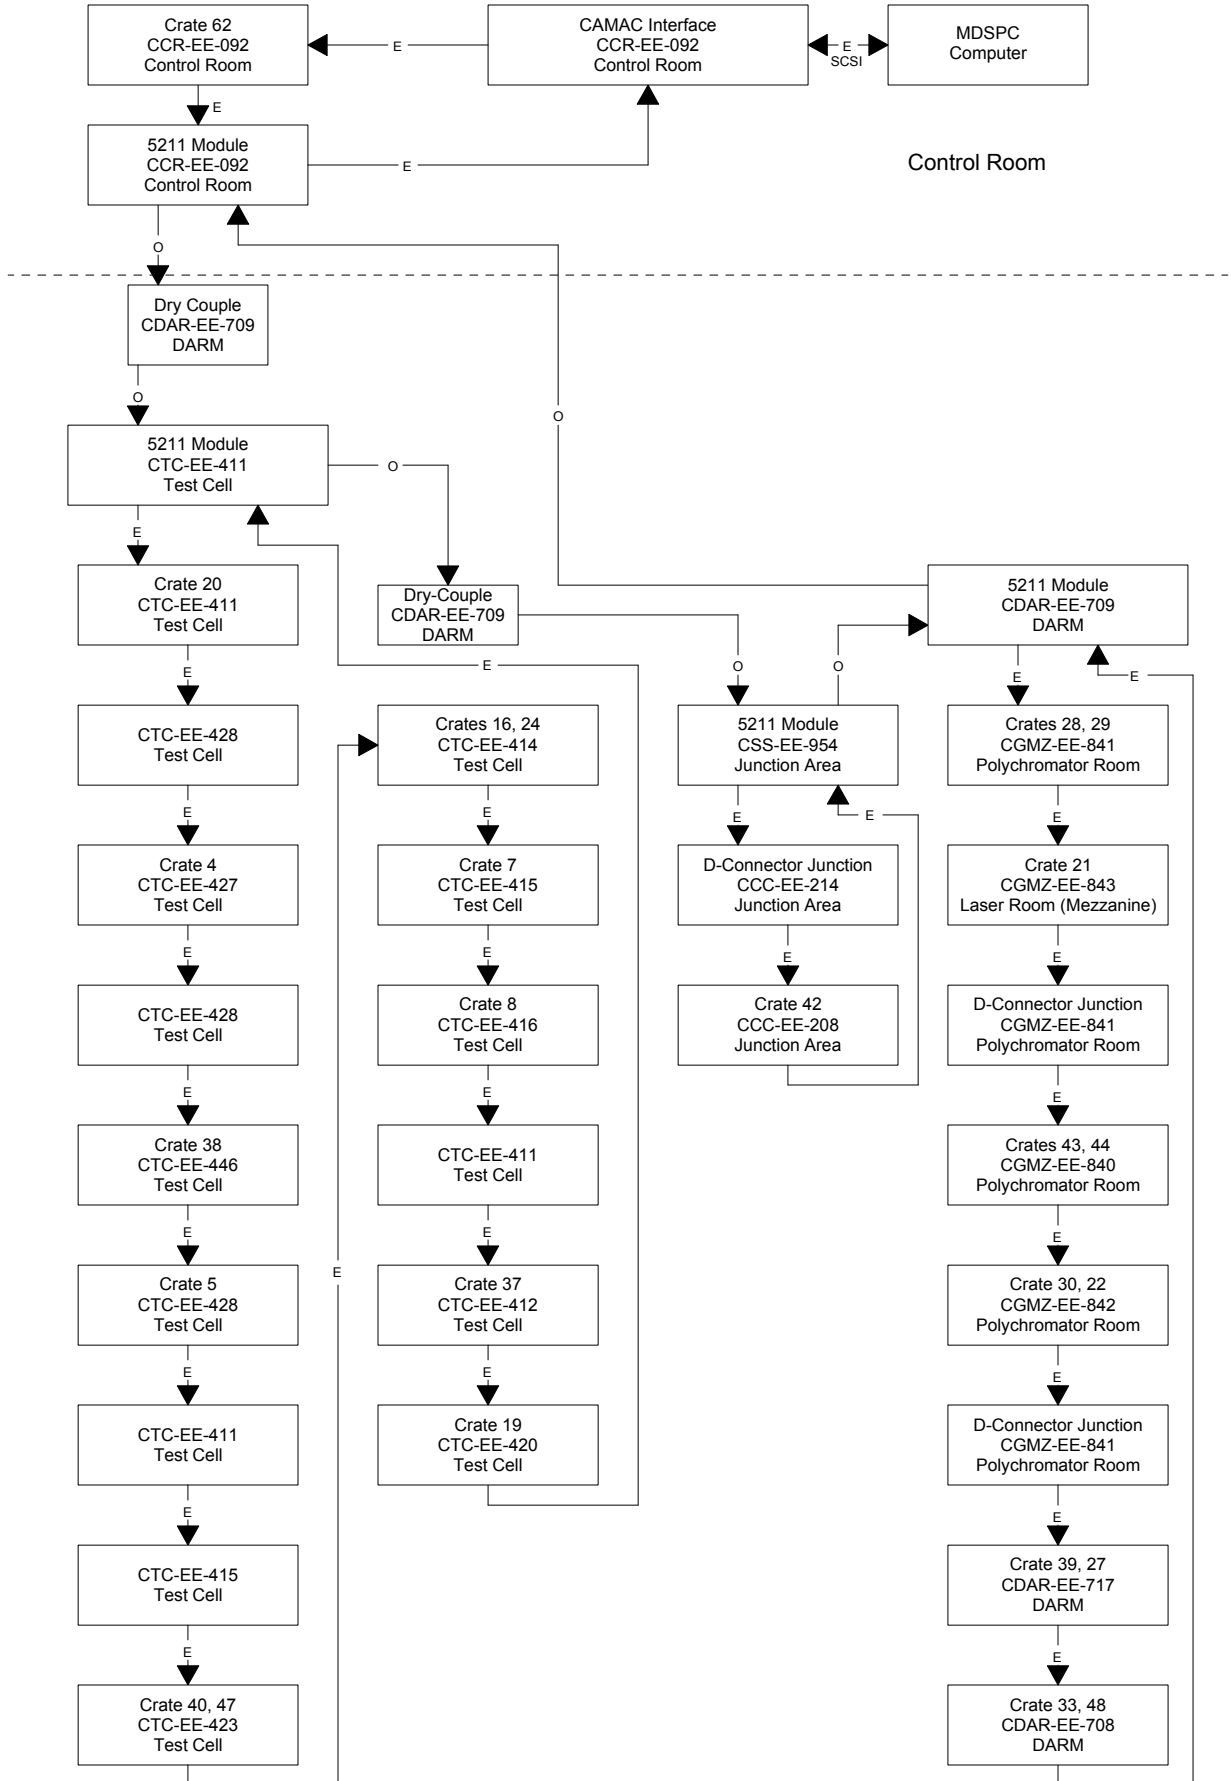 Crate 62
CCR-EE-092
Control Room
E
CAMAC Interface
CCR-EE-092
Control Room
E
SCSI
MDSPC
Computer
E
5211 Module
CCR-EE-092
Control Room
E
Control Room
O
Dry Couple
CDAR-EE-709
DARM
O
O
5211 Module
CTC-EE-411
Test Cell
O
E
Crate 20
CTC-EE-411
Test Cell
Dry-Couple
CDAR-EE-709
DARM
5211 Module
CDAR-EE-709
DARM
E
E
O
O
E
E
CTC-EE-428
Test Cell
Crates 16, 24
CTC-EE-414
Test Cell
5211 Module
CSS-EE-954
Junction Area
Crates 28, 29
CGMZ-EE-841
Polychromator Room
E
E
E
E
E
Crate 4
CTC-EE-427
Test Cell
Crate 7
CTC-EE-415
Test Cell
D-Connector Junction
CCC-EE-214
Junction Area
Crate 21
CGMZ-EE-843
Laser Room (Mezzanine)
E
E
E
E
CTC-EE-428
Test Cell
Crate 8
CTC-EE-416
Test Cell
Crate 42
CCC-EE-208
Junction Area
D-Connector Junction
CGMZ-EE-841
Polychromator Room
E
E
E
Crate 38
CTC-EE-446
Test Cell
CTC-EE-411
Test Cell
Crates 43, 44
CGMZ-EE-840
Polychromator Room
E
E
E
E
Crate 5
CTC-EE-428
Test Cell
Crate 37
CTC-EE-412
Test Cell
Crate 30, 22
CGMZ-EE-842
Polychromator Room
E
E
E
CTC-EE-411
Test Cell
Crate 19
CTC-EE-420
Test Cell
D-Connector Junction
CGMZ-EE-841
Polychromator Room
E
E
CTC-EE-415
Test Cell
Crate 39, 27
CDAR-EE-717
DARM
E
E
Crate 40, 47
CTC-EE-423
Test Cell
Crate 33, 48
CDAR-EE-708
DARM